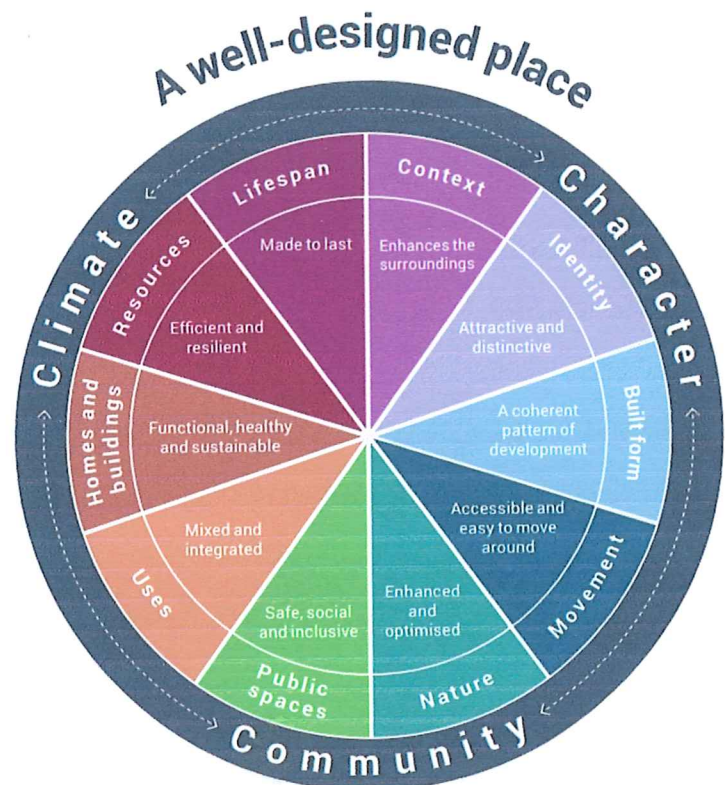 A well-designed place
Climate
Character
Community
Context
Enhances the
surroundings
Identity
Attractive and
distinctive
Built form
A coherent
pattern of
development
Movement
Accessible and
easy to move
around
Nature
Enhanced
and
optimised
Public
spaces
Safe, social
and inclusive
Uses
Mixed and
integrated
Homes and
buildings
Functional, healthy
and sustainable
Resources
Efficient and
resilient
Lifespan
Made to last